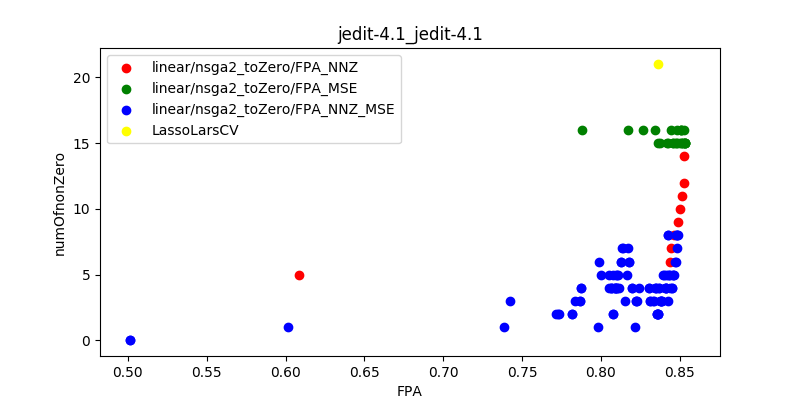 jedit-4.1_jedit-4.1
linear/nsga2_toZero/FPA_NNZ
linear/nsga2_toZero/FPA_MSE
linear/nsga2_toZero/FPA_NNZ_MSE
LassoLarsCV
numOfnonZero
20
15
10
5
0
0.50 0.55 0.60 0.65 0.70 0.75 0.80 0.85
FPA